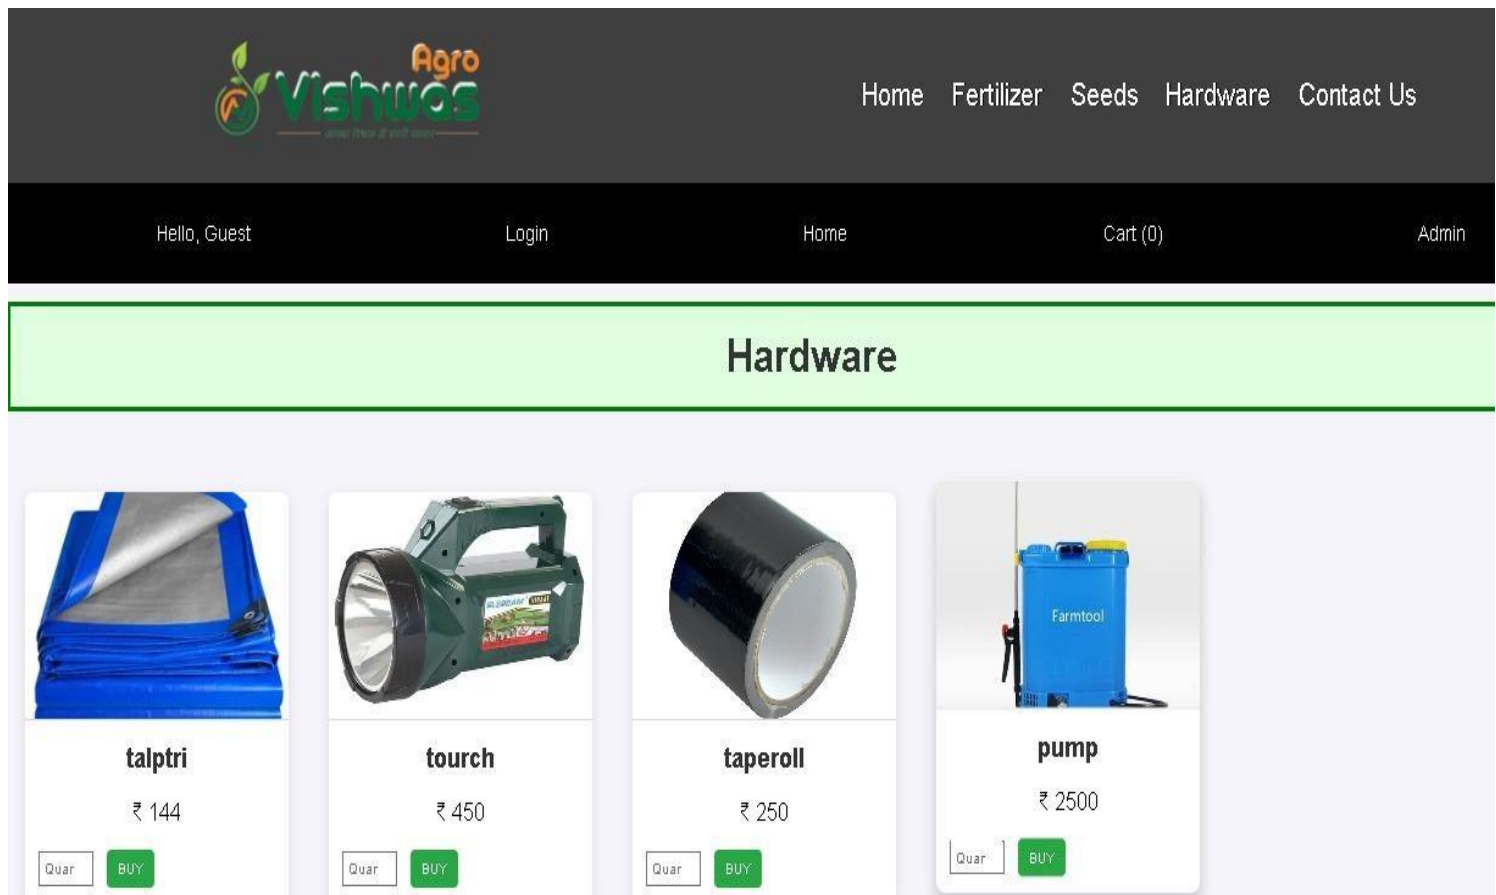 Agro
Vishwas
Home Fertilizer Seeds Hardware Contact Us
Hello, Guest Login Home Cart (0) Admin
Hardware
Farmtool
talptri tourch taperoll pump
₹ 144 ₹ 450 ₹ 250 ₹ 2500
Quar BUY Quar BUY Quar BUY Quar BUY